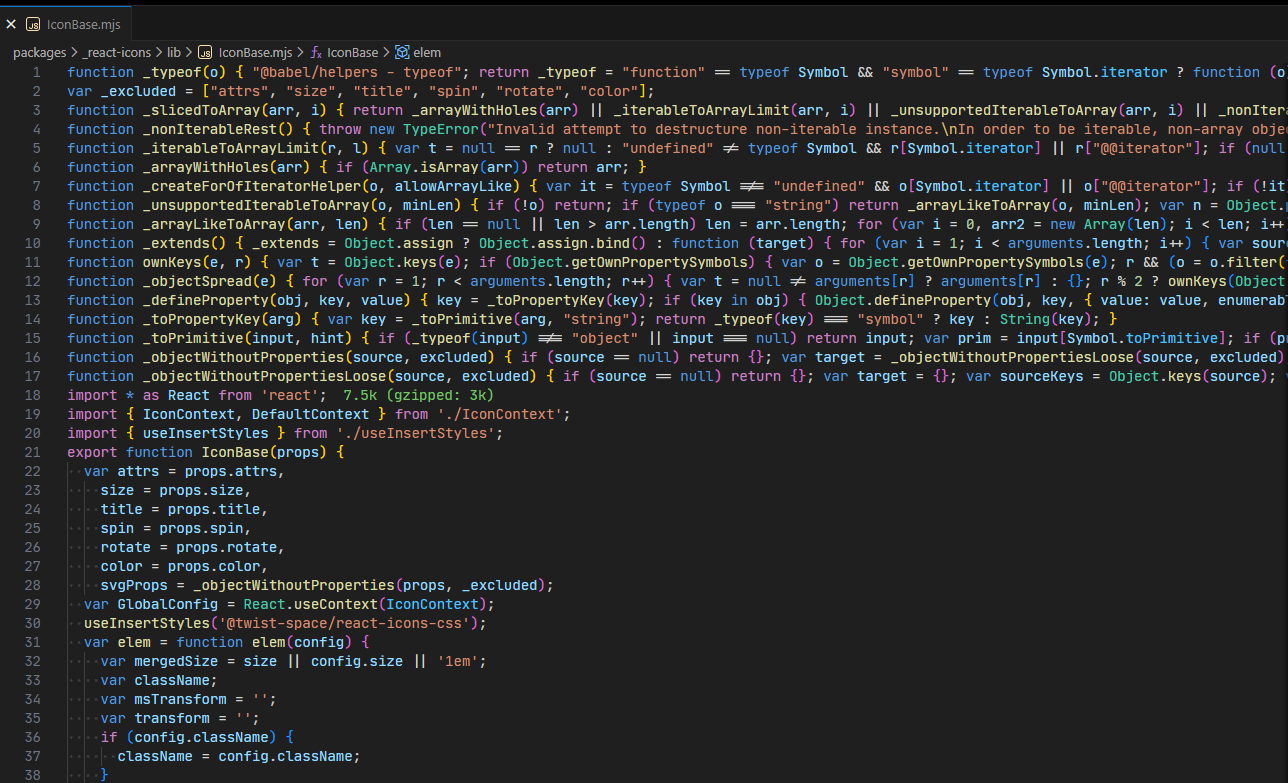 IconBase.mjs
packages > _react-icons > lib > JS IconBase.mjs > IconBase > elem
1 function _typeof(o) { "@babel/helpers - typeof"; return _typeof = "function" == typeof Symbol && "symbol" == typeof Symbol.iterator ? function (o
2 var _excluded = ["attrs", "size", "title", "spin", "rotate", "color"];
3 function _slicedToArray(arr, i) { return _arrayWithHoles(arr) || _iterableToArrayLimit(arr, i) || _unsupportedIterableToArray(arr, i) || _nonIter
4 function _nonIterableRest() { throw new TypeError("Invalid attempt to destructure non-iterable instance.\nIn order to be iterable, non-array obje
5 function _iterableToArrayLimit(r, l) { var t = null == r ? null : "undefined" != typeof Symbol && r[Symbol.iterator] || r["@@iterator"]; if (null
6 function _arrayWithHoles(arr) { if (Array.isArray(arr)) return arr; }
7 function _createForOfIteratorHelper(o, allowArrayLike) { var it = typeof Symbol !== "undefined" && o[Symbol.iterator] || o["@@iterator"]; if (!it
8 function _unsupportedIterableToArray(o, minLen) { if (!o) return; if (typeof o === "string") return _arrayLikeToArray(o, minLen); var n = Object.
9 function _arrayLikeToArray(arr, len) { if (len == null || len > arr.length) len = arr.length; for (var i = 0, arr2 = new Array(len); i < len; i++
10 function _extends() { _extends = Object.assign ? Object.assign.bind() : function (target) { for (var i = 1; i < arguments.length; i++) { var sour
11 function ownKeys(e, r) { var t = Object.keys(e); if (Object.getOwnPropertySymbols) { var o = Object.getOwnPropertySymbols(e); r && (o = o.filter(
12 function _objectSpread(e) { for (var r = 1; r < arguments.length; r++) { var t = null != arguments[r] ? arguments[r] : {}; r % 2 ? ownKeys(Object
13 function _defineProperty(obj, key, value) { key = _toPropertyKey(key); if (key in obj) { Object.defineProperty(obj, key, { value: value, enumerab
14 function _toPropertyKey(arg) { var key = _toPrimitive(arg, "string"); return _typeof(key) === "symbol" ? key : String(key); }
15 function _toPrimitive(input, hint) { if (_typeof(input) !== "object" || input === null) return input; var prim = input[Symbol.toPrimitive]; if (p
16 function _objectWithoutProperties(source, excluded) { if (source == null) return {}; var target = _objectWithoutPropertiesLoose(source, excluded)
17 function _objectWithoutPropertiesLoose(source, excluded) { if (source == null) return {}; var target = {}; var sourceKeys = Object.keys(source);
18 import * as React from 'react';  7.5k (gzipped: 3k)
19 import { IconContext, DefaultContext } from './IconContext';
20 import { useInsertStyles } from './useInsertStyles';
21 export function IconBase(props) {
22   var attrs = props.attrs,
23     size = props.size,
24     title = props.title,
25     spin = props.spin,
26     rotate = props.rotate,
27     color = props.color,
28     svgProps = _objectWithoutProperties(props, _excluded);
29   var GlobalConfig = React.useContext(IconContext);
30   useInsertStyles('@twist-space/react-icons-css');
31   var elem = function elem(config) {
32     var mergedSize = size || config.size || '1em';
33     var className;
34     var msTransform = '';
35     var transform = '';
36     if (config.className) {
37       className = config.className;
38     }